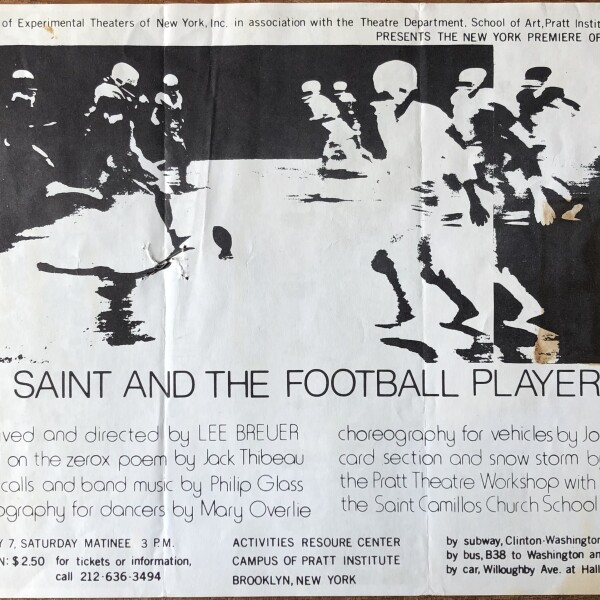 of Experimental Theaters of New York, Inc. in association with the Theatre Department, School of Art, Pratt Instit
PRESENTS THE NEW YORK PREMIERE OF
SAINT AND THE FOOTBALL PLAYER
ived and directed by LEE BREUER
on the zerox poem by Jack Thibeau
calls and band music by Philip Glass
ography for dancers by Mary Overlie
choreography for vehicles by Jo
card section and snow storm by
the Pratt Theatre Workshop with
the Saint Camillos Church School
Y 7, SATURDAY MATINEE 3 P.M.
N: $2.50 for tickets or information,
call 212-636-3494
ACTIVITIES RESOURE CENTER
CAMPUS OF PRATT INSTITUTE
BROOKLYN, NEW YORK
by subway, Clinton-Washington
by bus, B38 to Washington an
by car, Willoughby Ave. at Hall